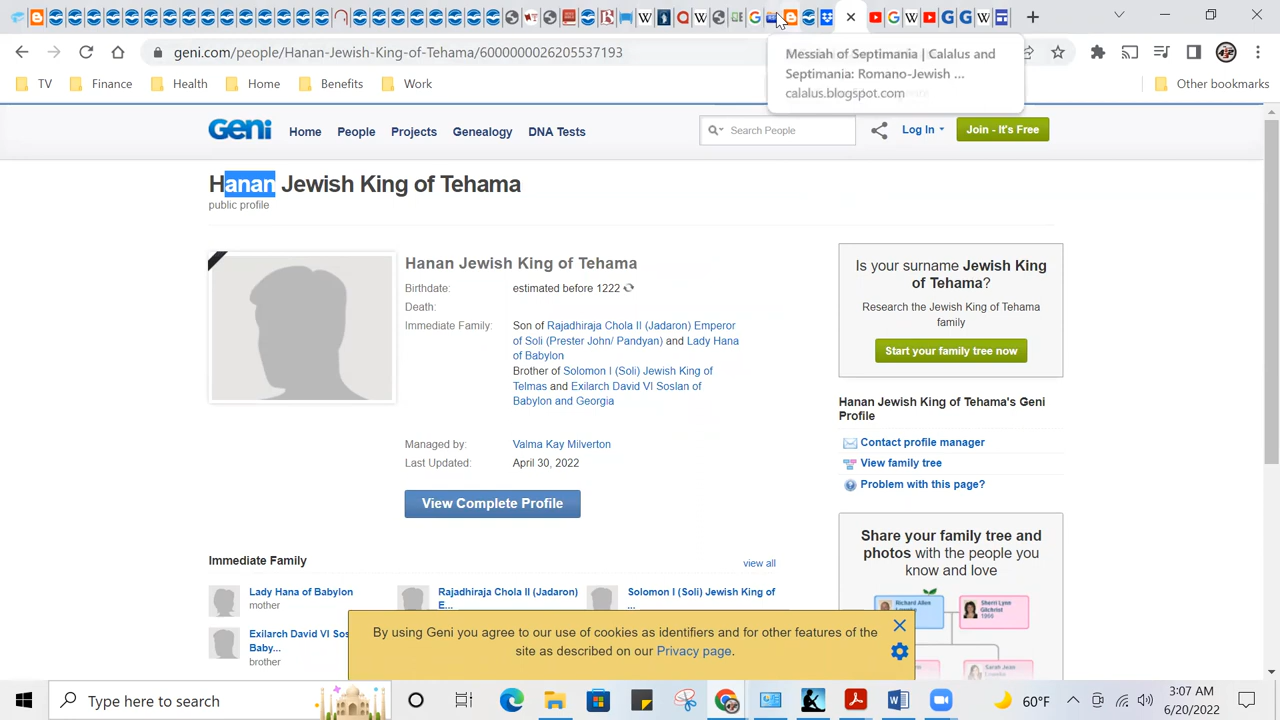 geni.com/people/Hanan-Jewish-King-of-Tehama/6000000026205537193
Messiah of Septimania | Calalus and
Septimania: Romano-Jewish ...
calalus.blogspot.com
TV
Finance
Health
Home
Benefits
Work
Other bookmarks
Geni
Home
People
Projects
Genealogy
DNA Tests
Search People
Log In
Join - It's Free
Hanan Jewish King of Tehama
public profile
Hanan Jewish King of Tehama
Birthdate: estimated before 1222
Death:
Immediate Family: Son of Rajadhiraja Chola II (Jadaron) Emperor
of Soli (Prester John/ Pandyan) and Lady Hana
of Babylon
Brother of Solomon I (Soli) Jewish King of
Telmas and Exilarch David VI Soslan of
Babylon and Georgia
Managed by: Valma Kay Milverton
Last Updated: April 30, 2022
View Complete Profile
Is your surname Jewish King
of Tehama?
Research the Jewish King of Tehama
family
Start your family tree now
Hanan Jewish King of Tehama's Geni
Profile
Contact profile manager
View family tree
Problem with this page?
Share your family tree and
photos with the people you
know and love
Immediate Family
view all
Lady Hana of Babylon
mother
Rajadhiraja Chola II (Jadaron)
E...
Solomon I (Soli) Jewish King of
...
Exilarch David VI Sos
Baby...
brother
By using Geni you agree to our use of cookies as identifiers and for other features of the
site as described on our Privacy page.
Type here to search
60°F
3:07 AM
6/20/2022